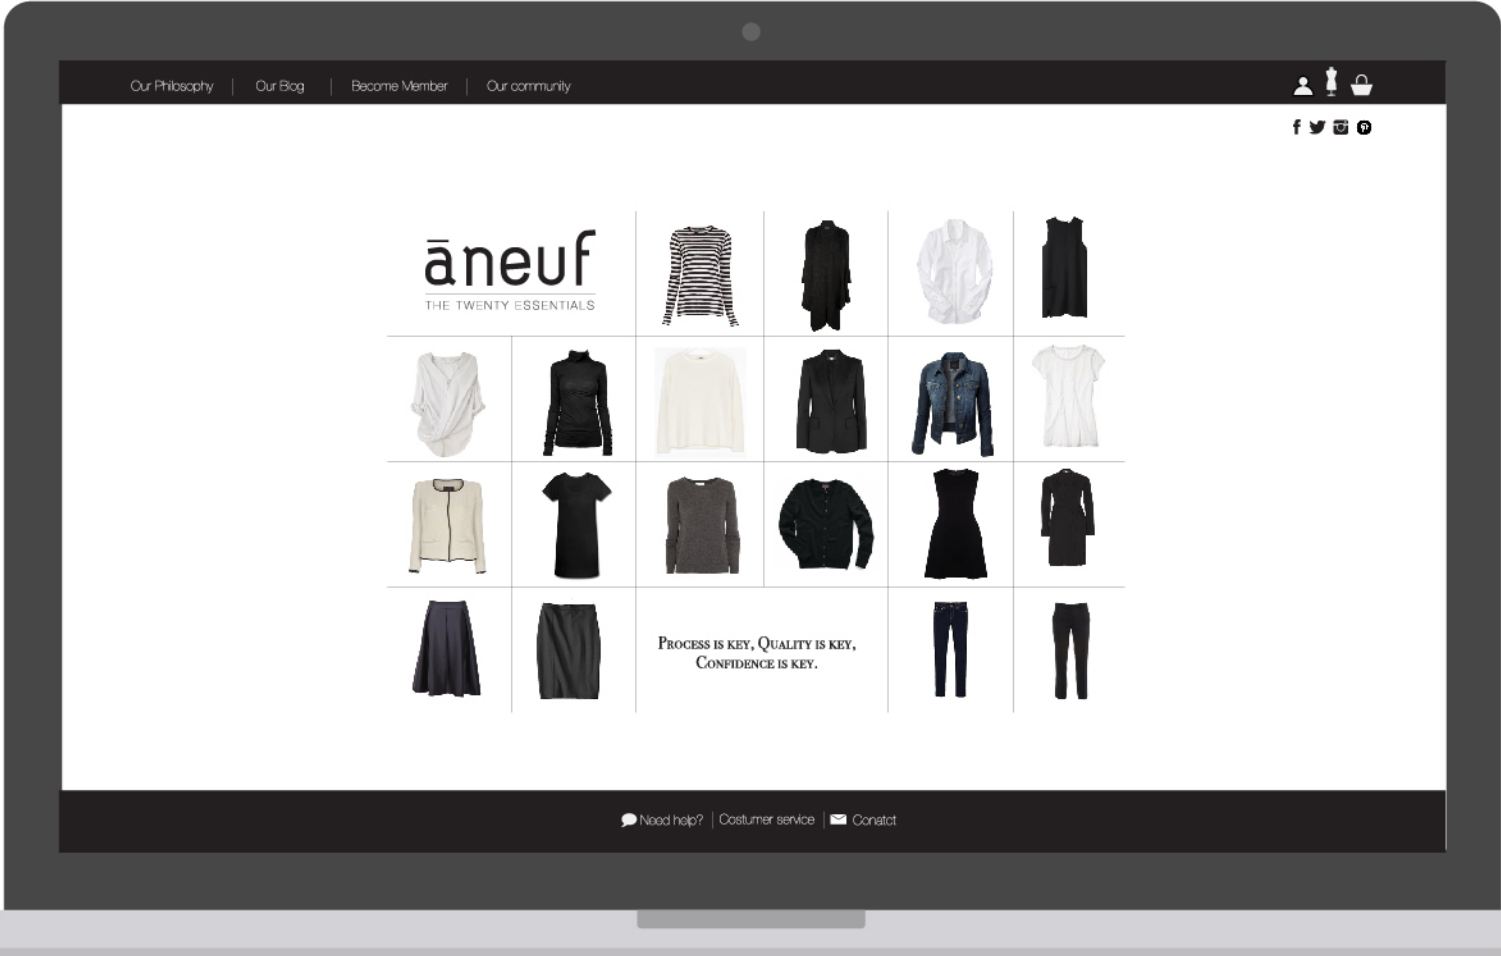 Our Philosophy | Our Blog | Become Member | Our community
āneuf
THE TWENTY ESSENTIALS
PROCESS IS KEY, QUALITY IS KEY,
CONFIDENCE IS KEY.
Need help? | Costumer service | Conatct